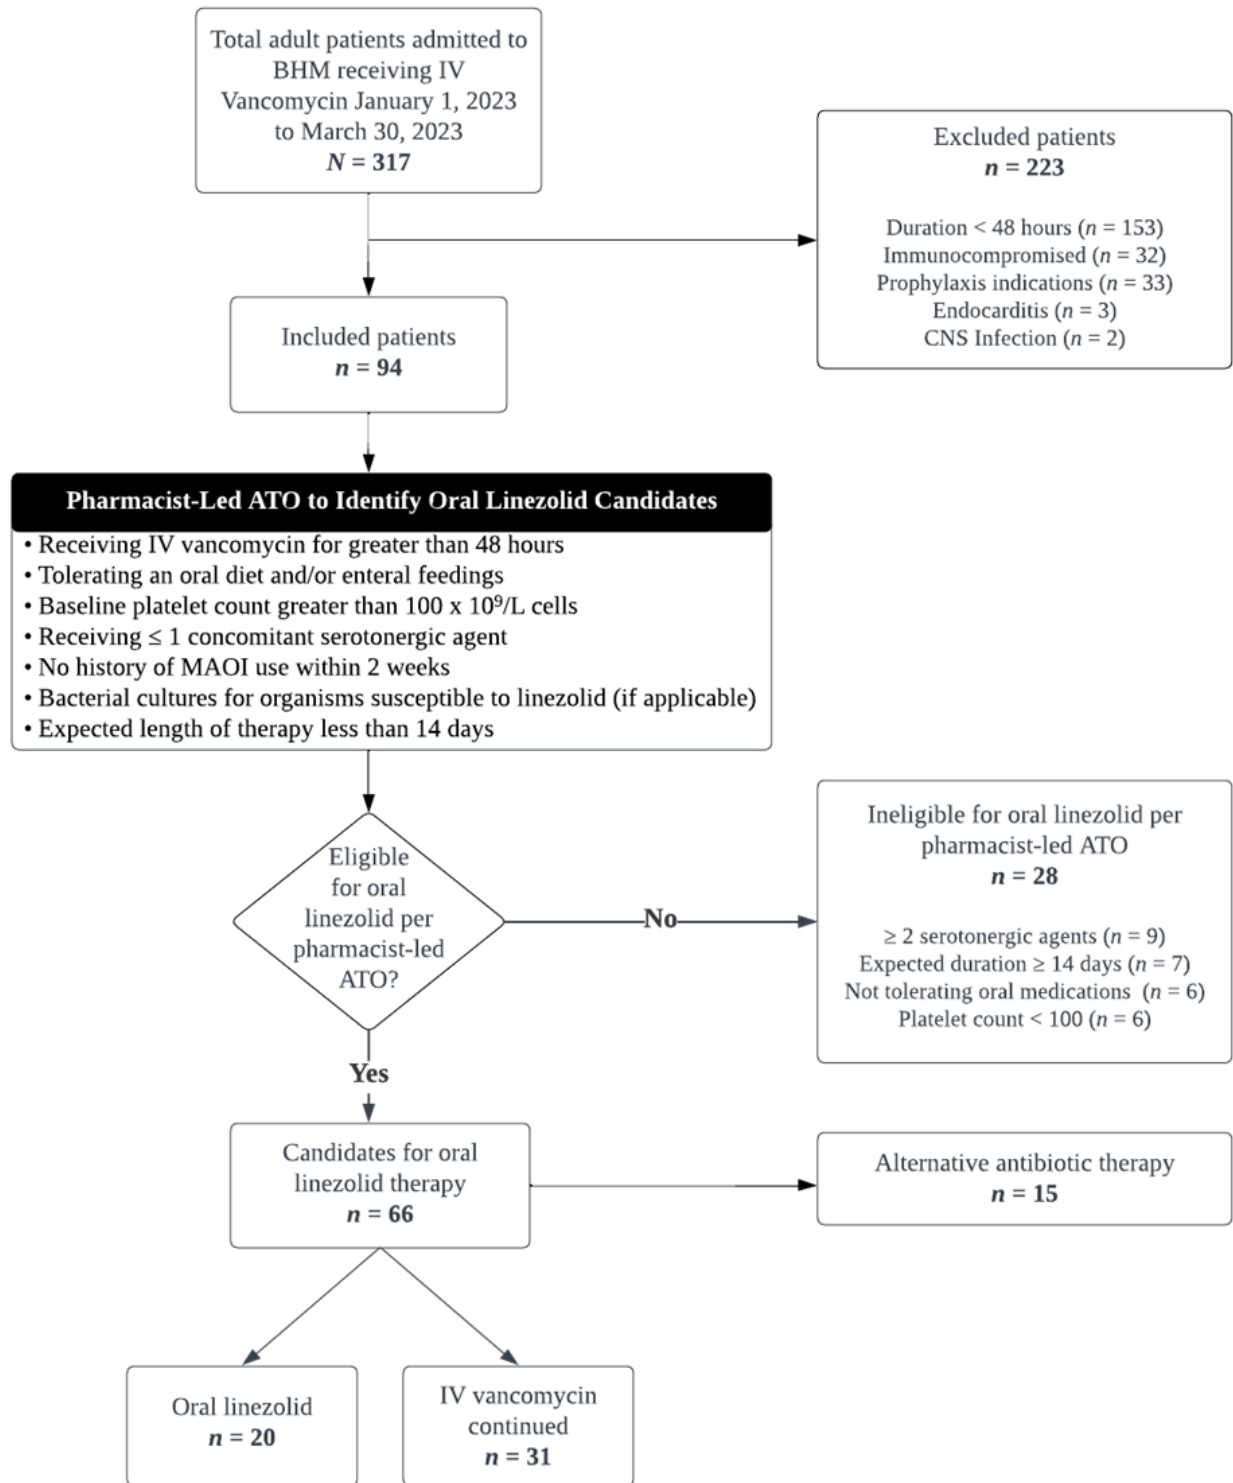 Total adult patients admitted to
BHM receiving IV
Vancomycin January 1, 2023
to March 30, 2023
N = 317
Excluded patients
n = 223
Duration < 48 hours (n = 153)
Immunocompromised (n = 32)
Prophylaxis indications (n = 33)
Endocarditis (n = 3)
CNS Infection (n = 2)
Included patients
n = 94
Pharmacist-Led ATO to Identify Oral Linezolid Candidates
• Receiving IV vancomycin for greater than 48 hours
• Tolerating an oral diet and/or enteral feedings
• Baseline platelet count greater than 100 x 10⁹/L cells
• Receiving ≤ 1 concomitant serotonergic agent
• No history of MAOI use within 2 weeks
• Bacterial cultures for organisms susceptible to linezolid (if applicable)
• Expected length of therapy less than 14 days
Eligible
for oral
linezolid per
pharmacist-led
ATO?
No
Ineligible for oral linezolid per
pharmacist-led ATO
n = 28
≥ 2 serotonergic agents (n = 9)
Expected duration ≥ 14 days (n = 7)
Not tolerating oral medications (n = 6)
Platelet count < 100 (n = 6)
Yes
Candidates for oral
linezolid therapy
n = 66
Alternative antibiotic therapy
n = 15
Oral linezolid
n = 20
IV vancomycin
continued
n = 31